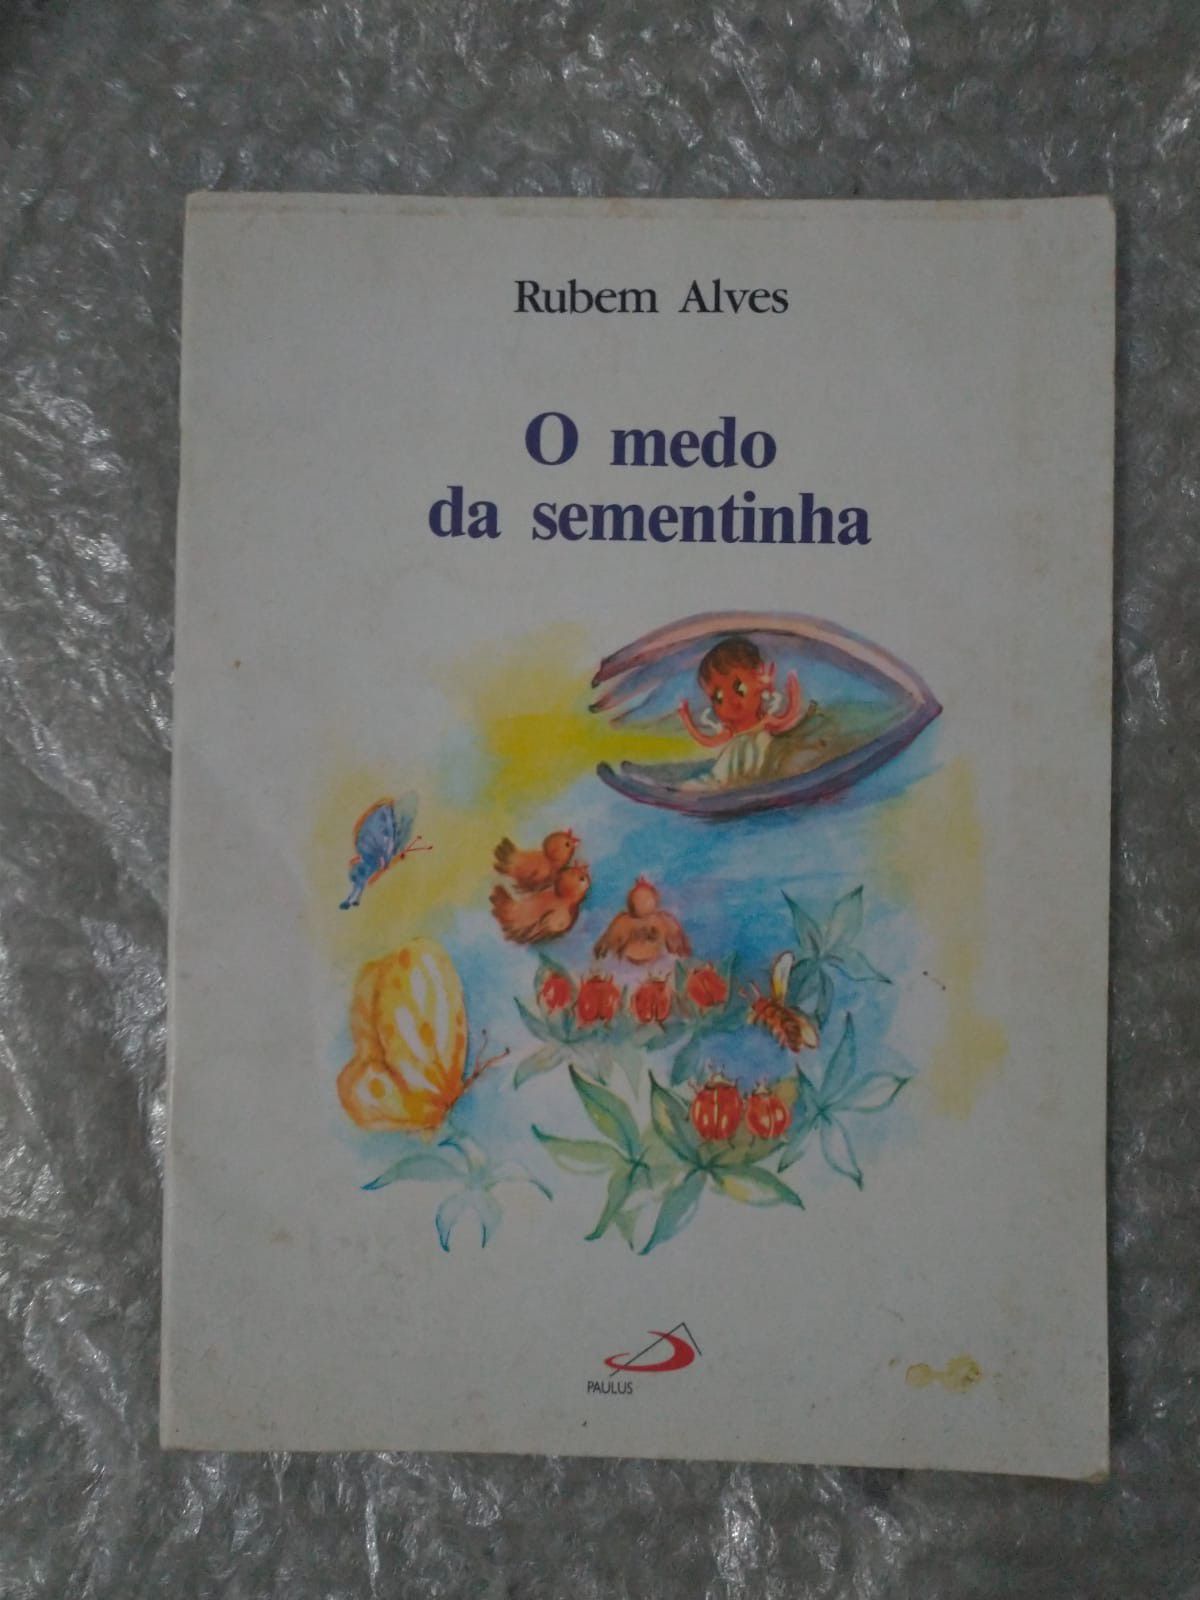 Rubem Alves
O medo
da sementinha
PAULUS